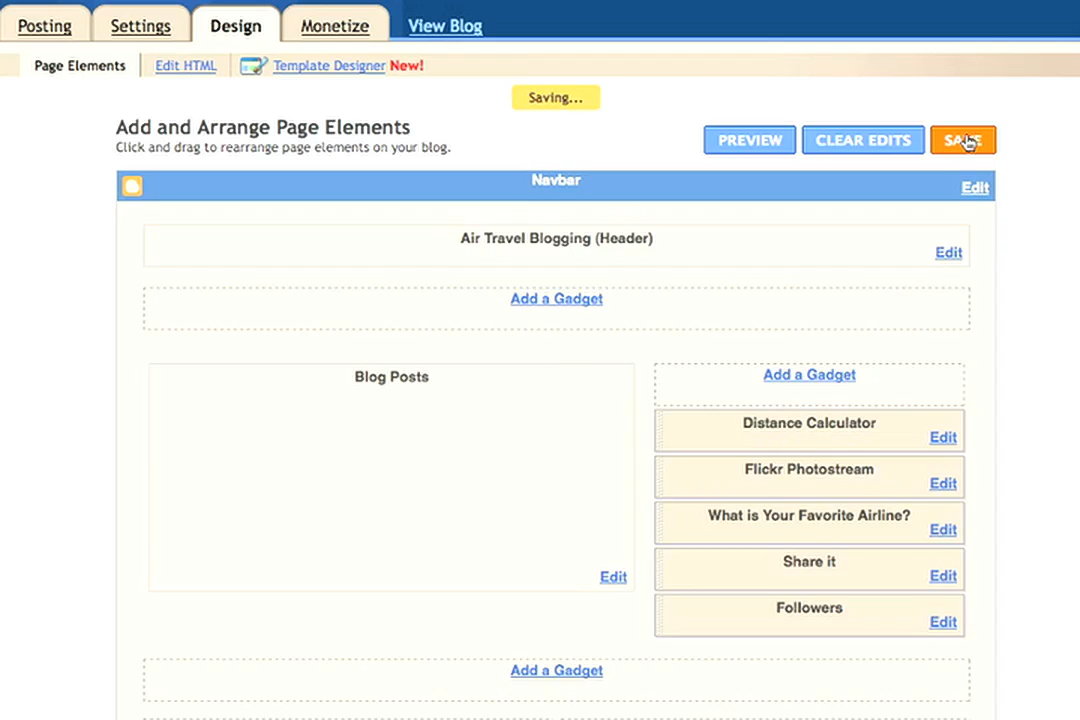 Posting Settings Design Monetize View Blog
Page Elements Edit HTML Template Designer New!
Saving...
Add and Arrange Page Elements
Click and drag to rearrange page elements on your blog.
PREVIEW CLEAR EDITS SAVE
Navbar
Edit
Air Travel Blogging (Header)
Edit
Add a Gadget
Blog Posts
Edit
Add a Gadget
Distance Calculator
Edit
Flickr Photostream
Edit
What is Your Favorite Airline?
Edit
Share it
Edit
Followers
Edit
Add a Gadget